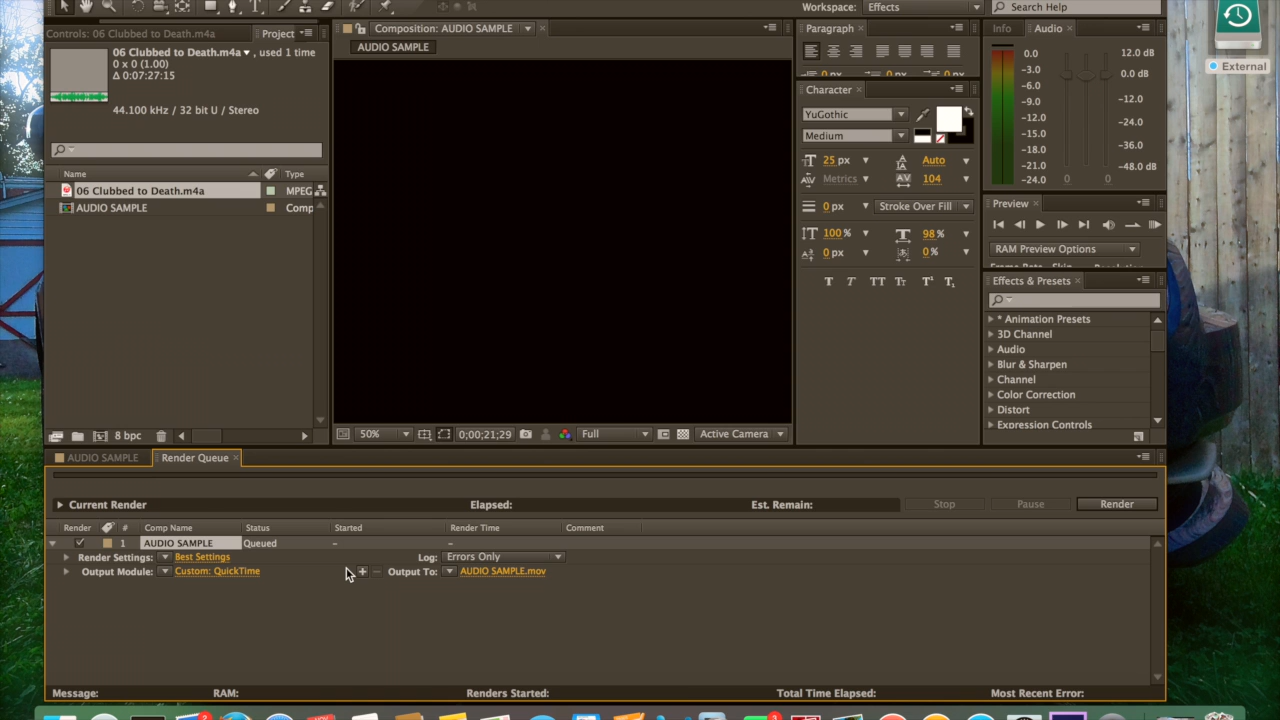 Workspace: Effects
Search Help
Controls: 06 Clubbed to Death.m4a
Project
Composition: AUDIO SAMPLE
Paragraph
Info
Audio
AUDIO SAMPLE
06 Clubbed to Death.m4a, used 1 time
0 x 0 (1.00)
Δ 0:07:27:15
44.100 kHz / 32 bit U / Stereo
External
0.0
-3.0
-6.0
-9.0
-12.0
-15.0
-18.0
-21.0
-24.0
12.0 dB
0.0 dB
-12.0
-24.0
-36.0
-48.0 dB
0 0
Character
YuGothic
Medium
25 px
Auto
Metrics
104
0 px
Stroke Over Fill
100 %
98 %
0 px
0 %
T T TT Tt T¹ T₁
Name
Type
06 Clubbed to Death.m4a
MPEG
AUDIO SAMPLE
Comp
Preview
RAM Preview Options
Effects & Presets
* Animation Presets
3D Channel
Audio
Blur & Sharpen
Channel
Color Correction
Distort
Expression Controls
8 bpc
50%
0;00;21;29
Full
Active Camera
AUDIO SAMPLE
Render Queue
Current Render
Elapsed:
Est. Remain:
Stop
Pause
Render
Render # Comp Name Status Started Render Time Comment
1 AUDIO SAMPLE Queued – –
Render Settings: Best Settings
Log: Errors Only
Output Module: Custom: QuickTime
Output To: AUDIO SAMPLE.mov
Message:
RAM:
Renders Started:
Total Time Elapsed:
Most Recent Error: